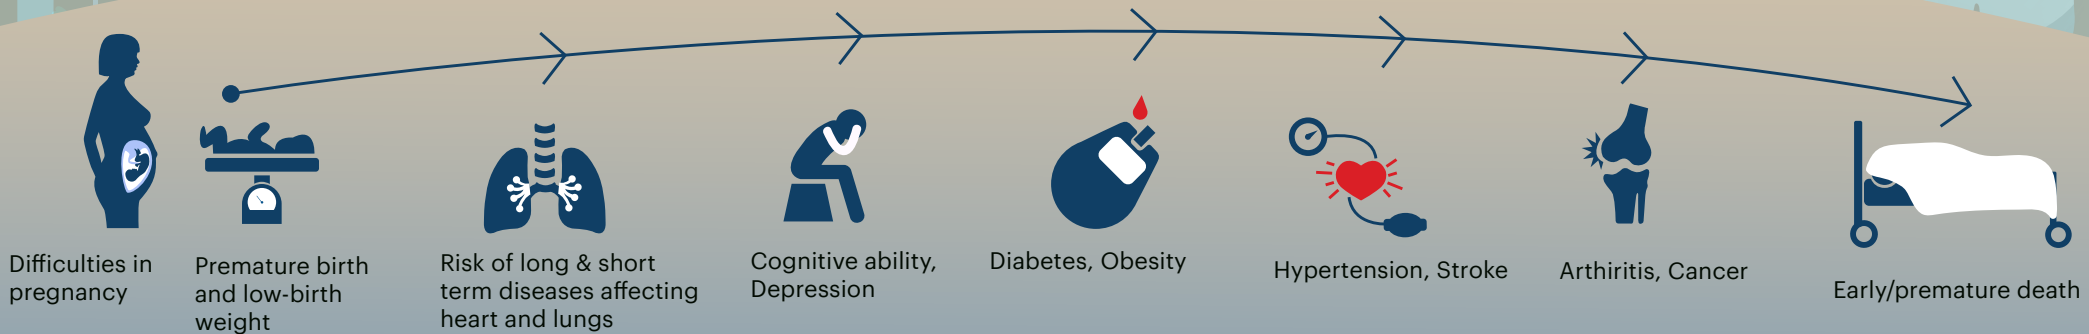 Difficulties in
pregnancy
Premature birth
and low-birth
weight
Risk of long & short
term diseases affecting
heart and lungs
Cognitive ability,
Depression
Diabetes, Obesity
Hypertension, Stroke
Arthiritis, Cancer
Early/premature death